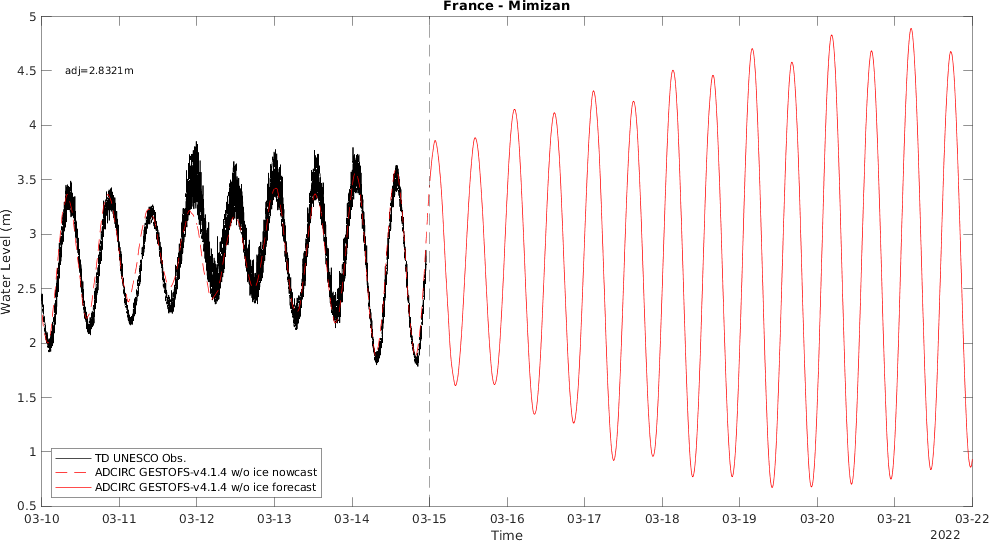 France - Mimizan
adj=2.8321m
Water Level (m)
5
4.5
4
3.5
3
2.5
2
1.5
1
0.5
TD UNESCO Obs.
ADCIRC GESTOFS-v4.1.4 w/o ice nowcast
ADCIRC GESTOFS-v4.1.4 w/o ice forecast
03-10 03-11 03-12 03-13 03-14 03-15 03-16 03-17 03-18 03-19 03-20 03-21 03-22
Time
2022